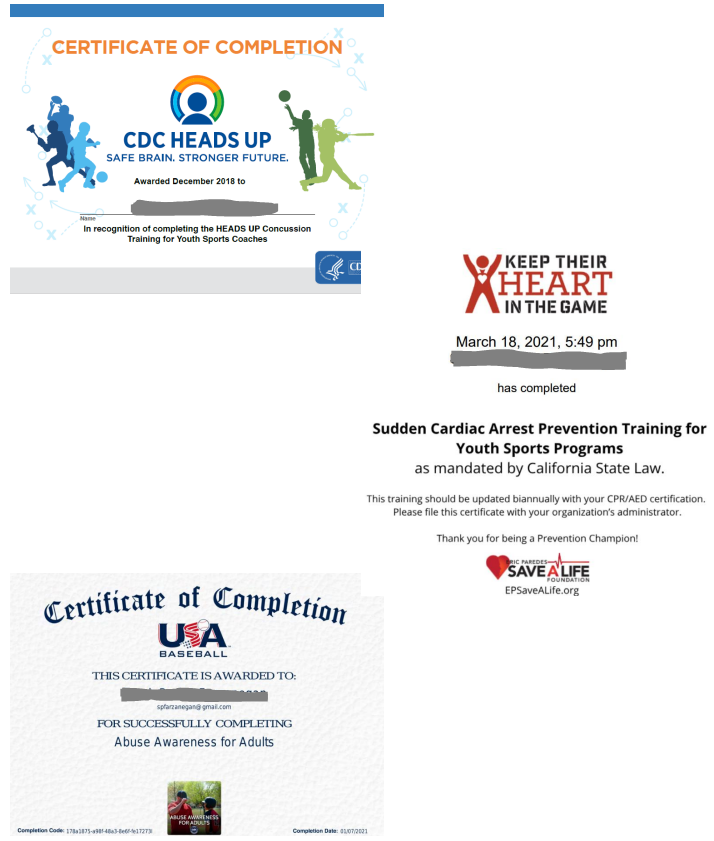 CERTIFICATE OF COMPLETION
CDC HEADS UP
SAFE BRAIN. STRONGER FUTURE.
Awarded December 2018 to
Name
In recognition of completing the HEADS UP Concussion
Training for Youth Sports Coaches
CD
KEEP THEIR
HEART
IN THE GAME
March 18, 2021, 5:49 pm
has completed
Sudden Cardiac Arrest Prevention Training for
Youth Sports Programs
as mandated by California State Law.
This training should be updated biannually with your CPR/AED certification.
Please file this certificate with your organization's administrator.
Thank you for being a Prevention Champion!
ERIC PAREDES
SAVE A LIFE
FOUNDATION
EPSaveALife.org
Certificate of Completion
USA
BASEBALL
THIS CERTIFICATE IS AWARDED TO:
spfarzanegan@gmail.com
FOR SUCCESSFULLY COMPLETING
Abuse Awareness for Adults
ABUSE AWARENESS
FOR ADULTS
Completion Code: 178a1875-a98f-48a3-8e6f-fe17273l
Completion Date: 01/07/2021